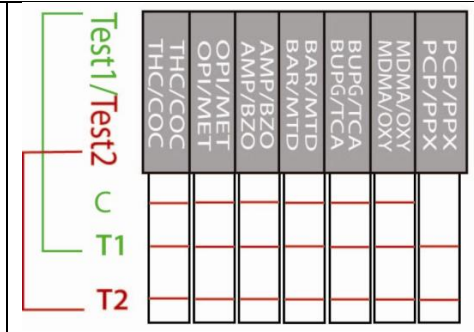 Test1/Test2
THC/COC
THC/COC
OPI/MET
OPI/MET
AMP/BZO
AMP/BZO
BAR/MTD
BAR/MTD
BUPG/TCA
BUPG/TCA
MDMA/OXY
MDMA/OXY
PCP/PPX
PCP/PPX
C
T1
T2